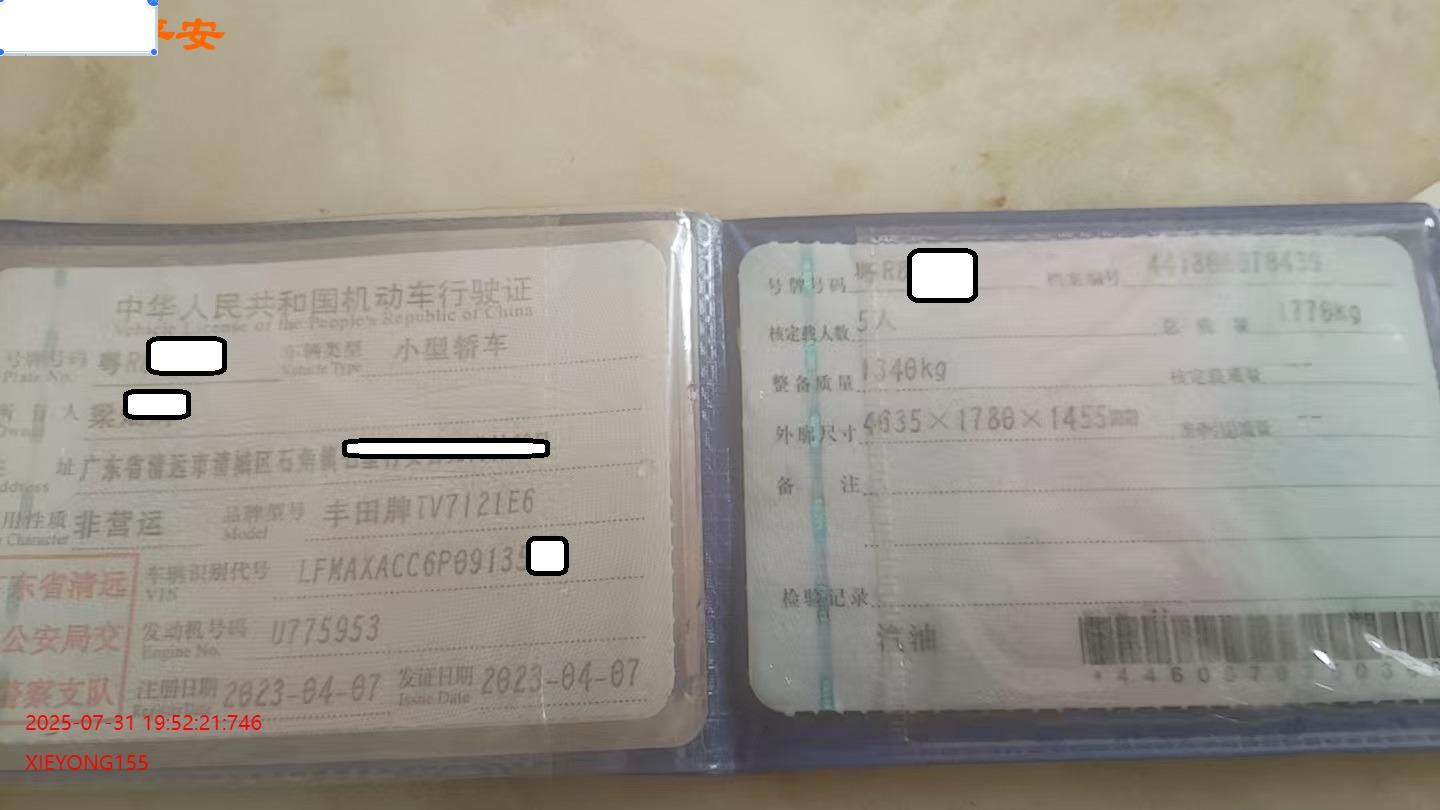 平安
中华人民共和国机动车行驶证
Vehicle License of the People's Republic of China
号牌号码 粤R 车辆类型 小型轿车
Plate No. Vehicle Type
所有人 梁
Owner
址 广东省清远市清城区石角镇
Address
用性质 非营运 品牌型号 丰田牌TV7121E6
Character Model
东省清远 车辆识别代号 LFMAXACC6P09135
VIN
公安局交 发动机号码 U775953
Engine No.
警察支队 注册日期 2023-04-07 发证日期 2023-04-07
Register Date Issue Date
2025-07-31 19:52:21:746
XIEYONG155
号牌号码 粤R8 档案编号
核定载人数 5人 总质量 1770kg
整备质量 1340kg 核定载质量 --
外廓尺寸 4635×1780×1455mm 准牵引总质量 --
备注
检验记录
汽油